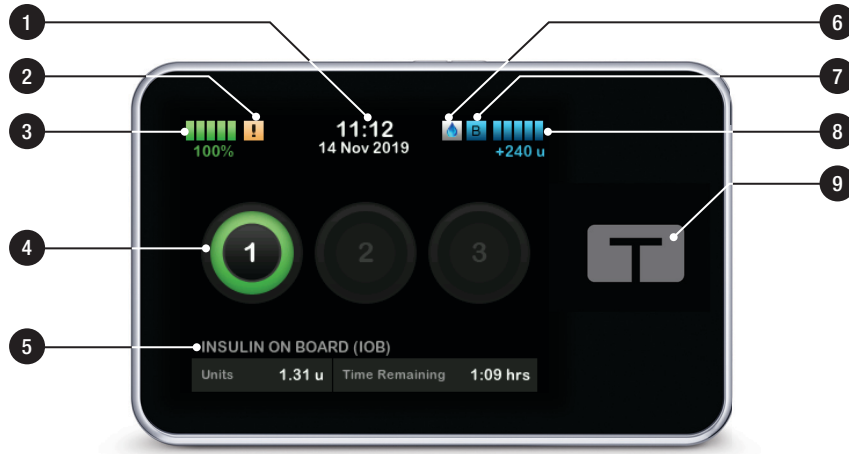 1
2
3
4
5
6
7
8
9
!
11:12
B
100%
14 Nov 2019
+240 u
1
2
3
INSULIN ON BOARD (IOB)
Units 1.31 u Time Remaining 1:09 hrs
T